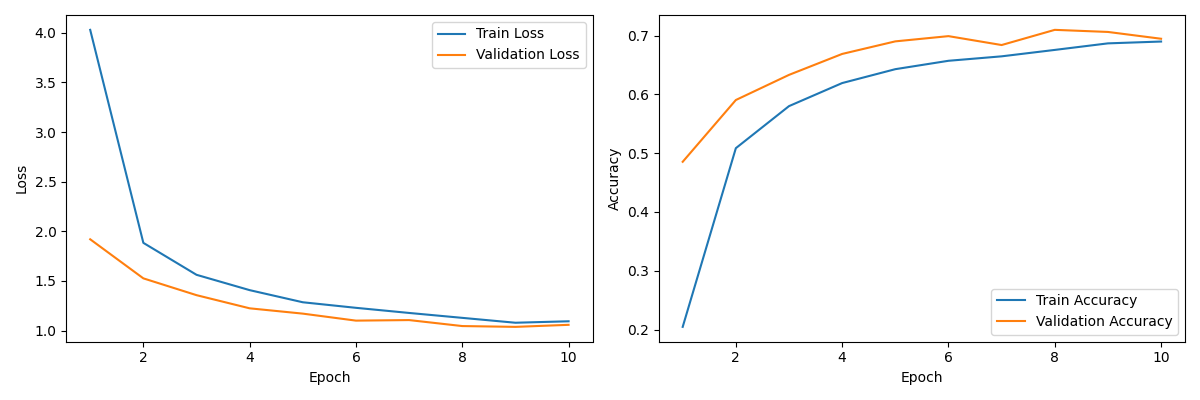 4.0
3.5
3.0
2.5
2.0
1.5
1.0
Loss
2 4 6 8 10
Epoch
Train Loss
Validation Loss
0.7
0.6
0.5
0.4
0.3
0.2
Accuracy
2 4 6 8 10
Epoch
Train Accuracy
Validation Accuracy